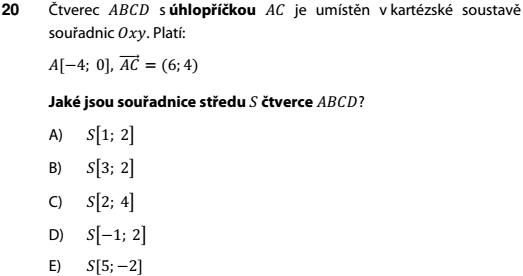 20 Čtverec ABCD s úhlopříčkou AC je umístěn v kartézské soustavě
souřadnic Oxy. Platí:
A[−4; 0], \overrightarrow{AC} = (6; 4)
Jaké jsou souřadnice středu S čtverce ABCD?
A) S[1; 2]
B) S[3; 2]
C) S[2; 4]
D) S[−1; 2]
E) S[5; −2]